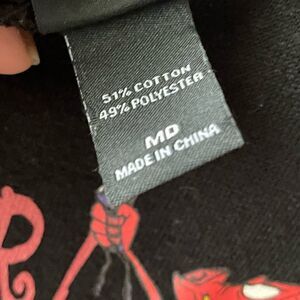 51% COTTON
49% POLYESTER
MD
MADE IN CHINA
R